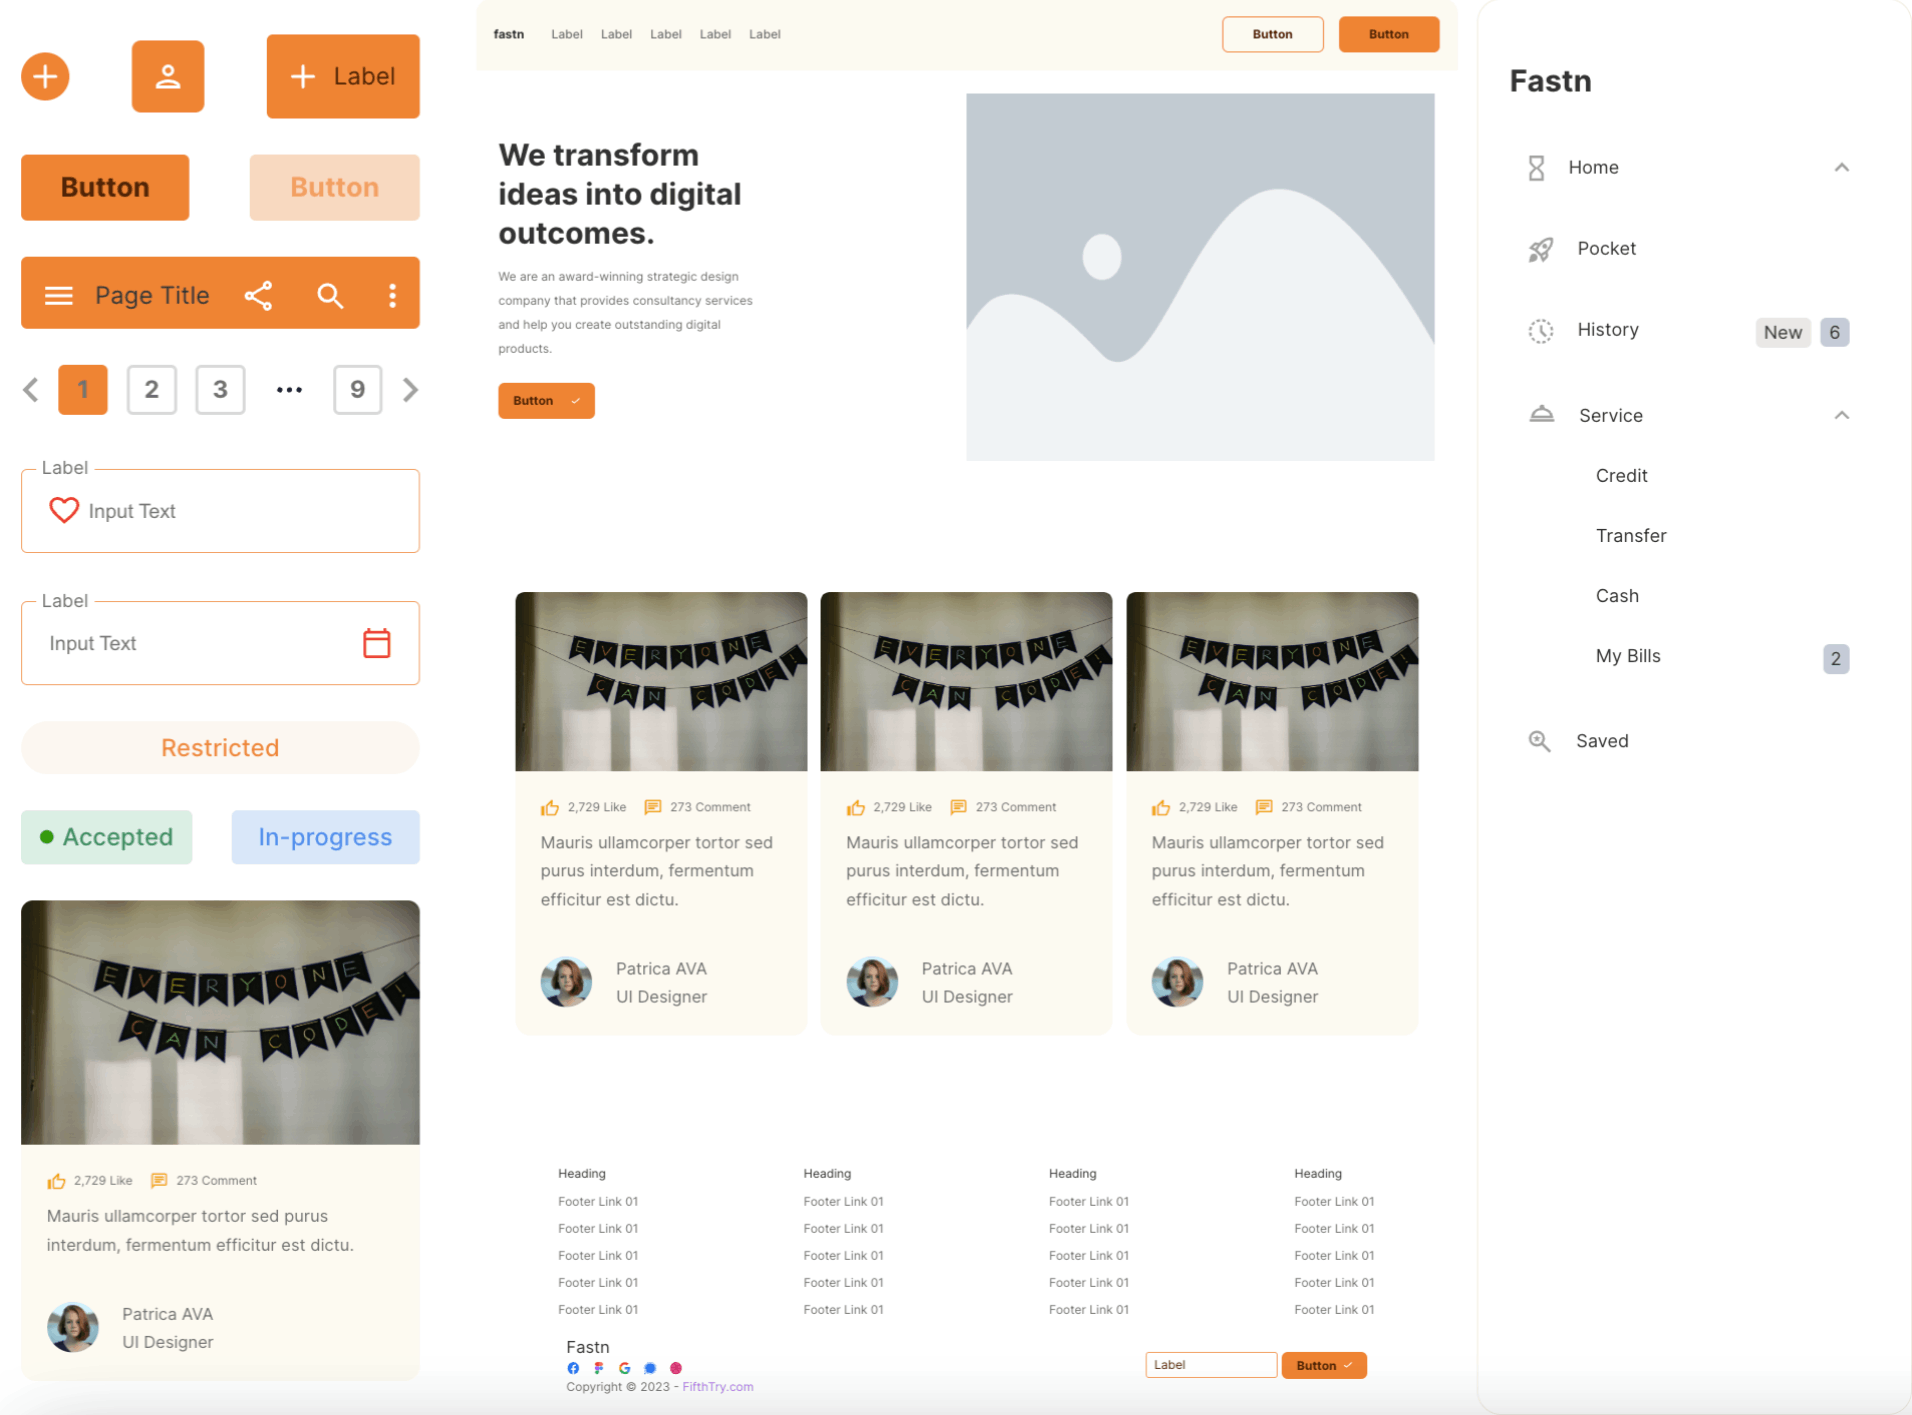 Label
Button
Button
Page Title
1
2
3
...
9
Label
Input Text
Label
Input Text
Restricted
Accepted
In-progress
EVERYONE
CAN CODE!
2,729 Like 273 Comment
Mauris ullamcorper tortor sed purus
interdum, fermentum efficitur est dictu.
Patrica AVA
UI Designer
fastn Label Label Label Label Label Button Button
We transform
ideas into digital
outcomes.
We are an award-winning strategic design
company that provides consultancy services
and help you create outstanding digital
products.
Button
EVERYONE
CAN CODE!
2,729 Like 273 Comment
Mauris ullamcorper tortor sed
purus interdum, fermentum
efficitur est dictu.
Patrica AVA
UI Designer
EVERYONE
CAN CODE!
2,729 Like 273 Comment
Mauris ullamcorper tortor sed
purus interdum, fermentum
efficitur est dictu.
Patrica AVA
UI Designer
EVERYONE
CAN CODE!
2,729 Like 273 Comment
Mauris ullamcorper tortor sed
purus interdum, fermentum
efficitur est dictu.
Patrica AVA
UI Designer
Heading
Footer Link 01
Footer Link 01
Footer Link 01
Footer Link 01
Footer Link 01
Heading
Footer Link 01
Footer Link 01
Footer Link 01
Footer Link 01
Footer Link 01
Heading
Footer Link 01
Footer Link 01
Footer Link 01
Footer Link 01
Footer Link 01
Heading
Footer Link 01
Footer Link 01
Footer Link 01
Footer Link 01
Footer Link 01
Fastn
Copyright © 2023 - FifthTry.com
Label
Button
Fastn
Home
Pocket
History New 6
Service
Credit
Transfer
Cash
My Bills 2
Saved